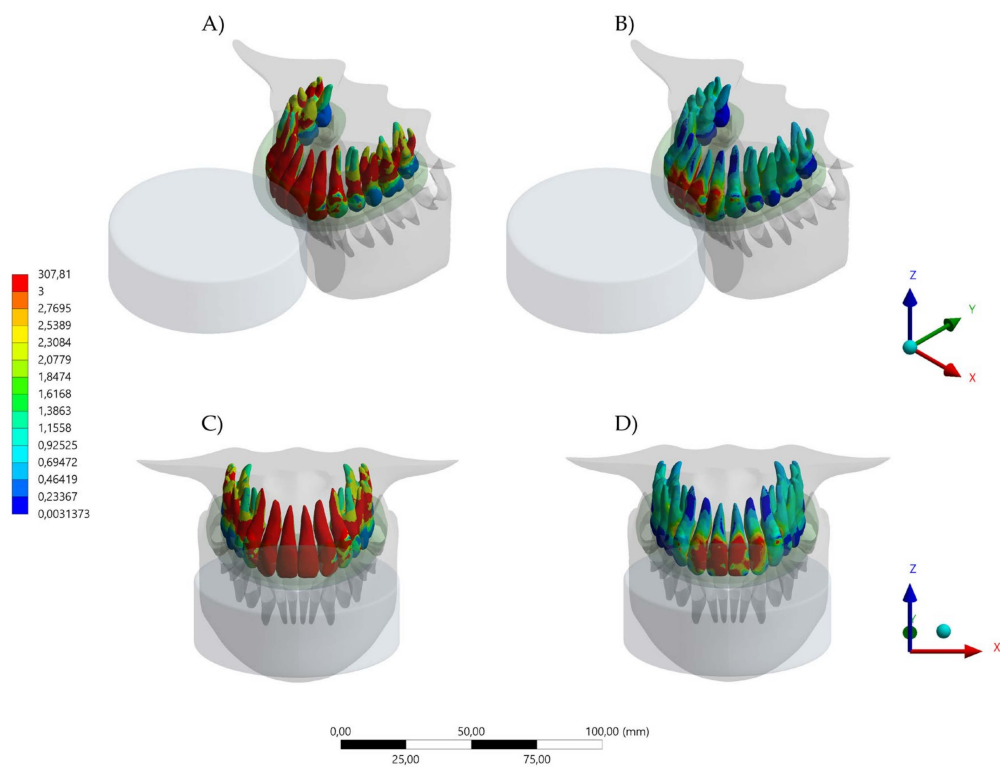 A)
B)
307,81
3
2,7695
2,5389
2,3084
2,0779
1,8474
1,6168
1,3863
1,1558
0,92525
0,69472
0,46419
0,23367
0,0031373
Z
Y
X
C)
D)
Z
Y
X
0,00 50,00 100,00 (mm)
25,00 75,00